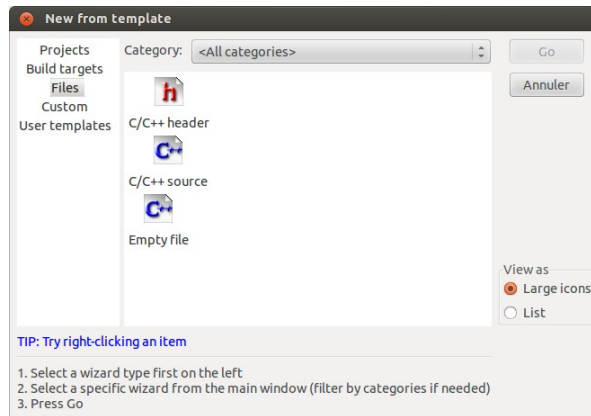 New from template
Projects
Build targets
Files
Custom
User templates
Category: <All categories>
C/C++ header
C/C++ source
Empty file
Go
Annuler
View as
Large icons
List
TIP: Try right-clicking an item
1. Select a wizard type first on the left
2. Select a specific wizard from the main window (filter by categories if needed)
3. Press Go